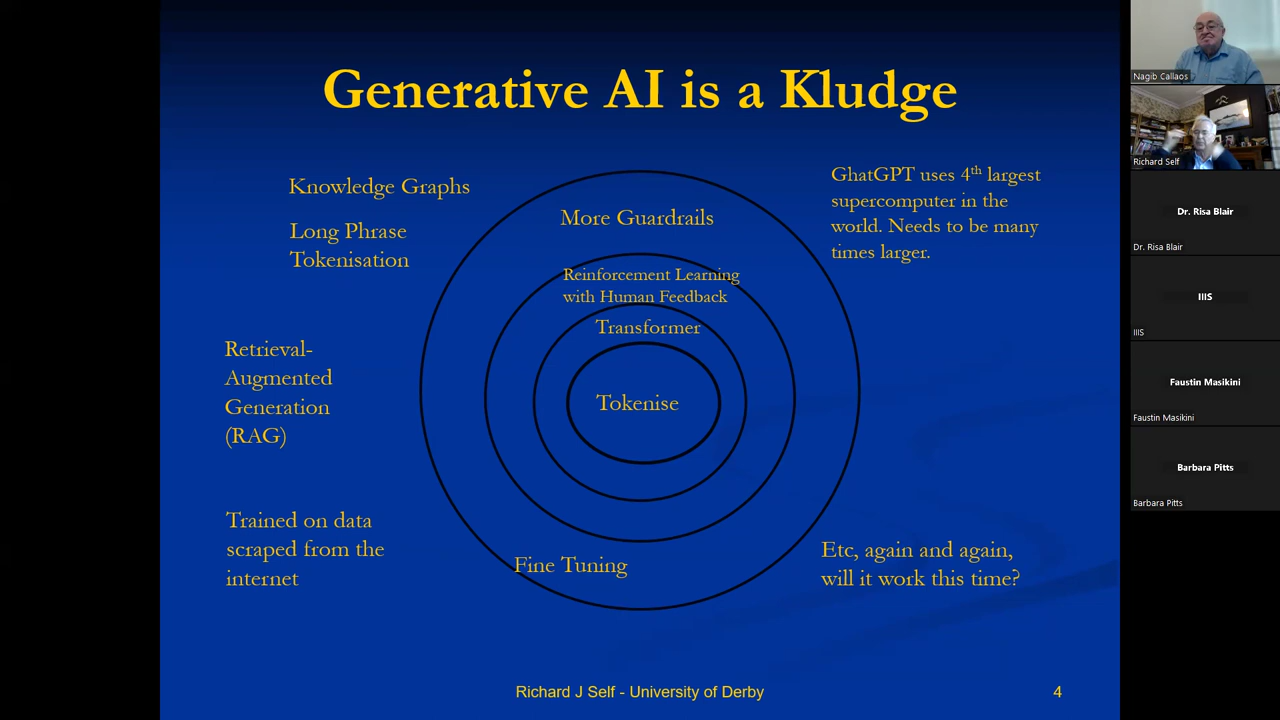 Generative AI is a Kludge
Knowledge Graphs
Long Phrase
Tokenisation
Retrieval-
Augmented
Generation
(RAG)
Trained on data
scraped from the
internet
More Guardrails
Reinforcement Learning
with Human Feedback
Transformer
Tokenise
Fine Tuning
GhatGPT uses 4th largest
supercomputer in the
world. Needs to be many
times larger.
Etc, again and again,
will it work this time?
Richard J Self - University of Derby
4
Nagib Callaos
Richard Self
Dr. Risa Blair
Dr. Risa Blair
IIIS
IIIS
Faustin Masikini
Faustin Masikini
Barbara Pitts
Barbara Pitts